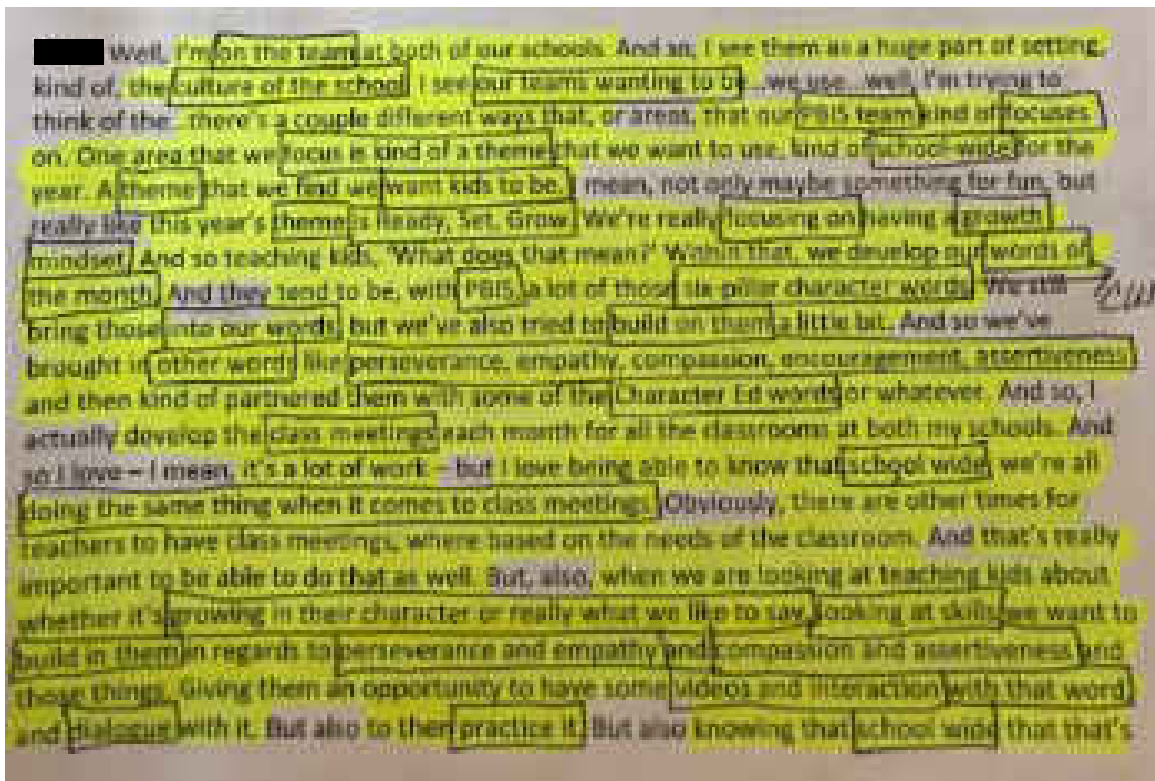 Well, I'm on the team at both of our schools. And so, I see them as a huge part of setting,
kind of, the culture of the school. I see our teams wanting to be...we use...well, I'm trying to
think of the...there's a couple different ways that, or areas, that our PBIS team kind of focuses
on. One area that we focus is kind of a theme that we want to use, kind of school-wide for the
year. A theme that we find we want kids to be. I mean, not only maybe something for fun, but
really like this year's theme is Ready, Set, Grow. We're really focusing on having a growth
mindset. And so teaching kids, 'What does that mean?' Within that, we develop our words of
the month. And they tend to be, with PBIS, a lot of those six pillar character words. We still
bring those into our words, but we've also tried to build on them a little bit. And so we've
brought in other words like perseverance, empathy, compassion, encouragement, assertiveness
and then kind of partnered them with some of the Character Ed words or whatever. And so, I
actually develop the class meetings each month for all the classrooms at both my schools. And
so I love – I mean, it's a lot of work – but I love being able to know that school wide, we're all
doing the same thing when it comes to class meetings. Obviously, there are other times for
teachers to have class meetings, where based on the needs of the classroom. And that's really
important to be able to do that as well. But, also, when we are looking at teaching kids about
whether it's growing in their character or really what we like to say, looking at skills we want to
build in them in regards to perseverance and empathy and compassion and assertiveness and
those things. Giving them an opportunity to have some videos and interaction with that word
and dialogue with it. But also to then practice it. But also knowing that school wide that that's